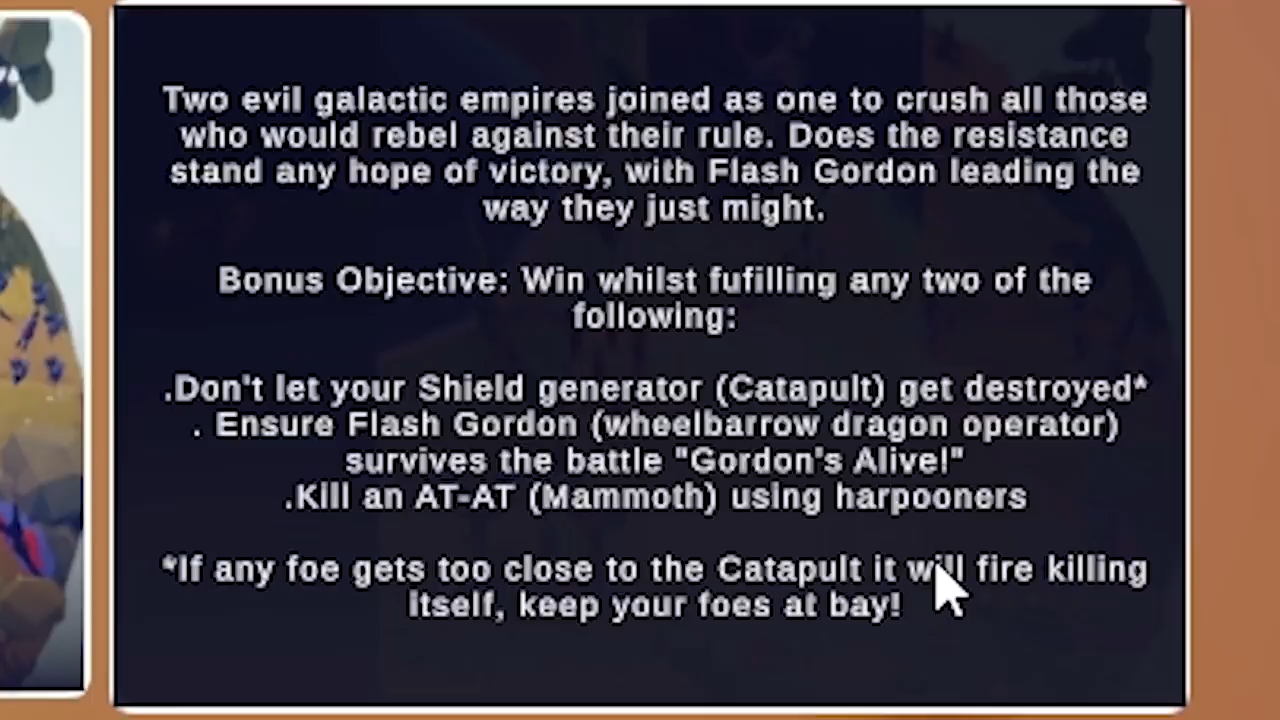 Two evil galactic empires joined as one to crush all those
who would rebel against their rule. Does the resistance
stand any hope of victory, with Flash Gordon leading the
way they just might.
Bonus Objective: Win whilst fufilling any two of the
following:
.Don't let your Shield generator (Catapult) get destroyed*
. Ensure Flash Gordon (wheelbarrow dragon operator)
survives the battle "Gordon's Alive!"
.Kill an AT-AT (Mammoth) using harpooners
*If any foe gets too close to the Catapult it will fire killing
itself, keep your foes at bay!